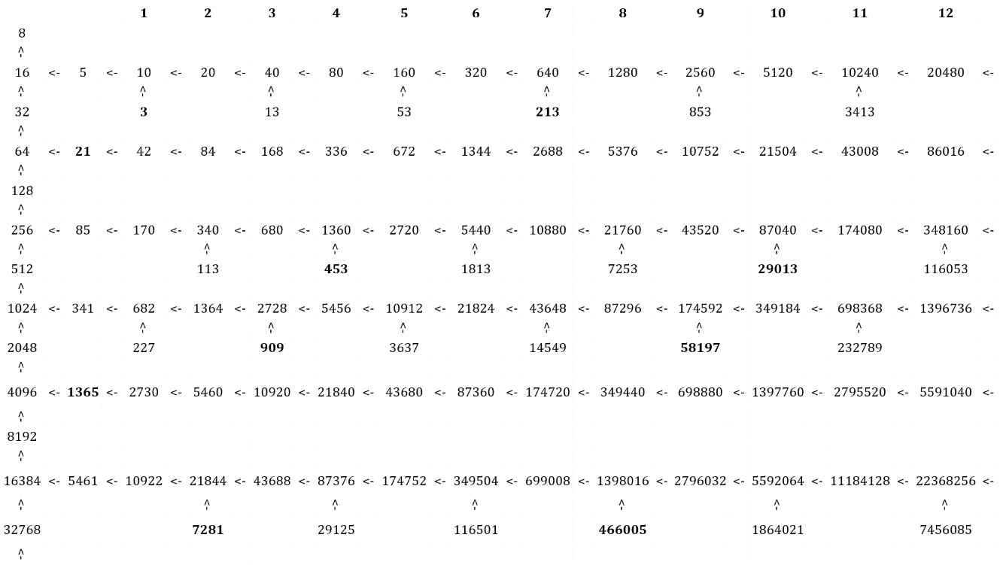 1 2 3 4 5 6 7 8 9 10 11 12
8
^
16 <- 5 <- 10 <- 20 <- 40 <- 80 <- 160 <- 320 <- 640 <- 1280 <- 2560 <- 5120 <- 10240 <- 20480 <-
^ ^ ^ ^ ^ ^ ^
32 3 13 53 213 853 3413
^
64 <- 21 <- 42 <- 84 <- 168 <- 336 <- 672 <- 1344 <- 2688 <- 5376 <- 10752 <- 21504 <- 43008 <- 86016 <-
^
128
^
256 <- 85 <- 170 <- 340 <- 680 <- 1360 <- 2720 <- 5440 <- 10880 <- 21760 <- 43520 <- 87040 <- 174080 <- 348160 <-
^ ^ ^ ^ ^ ^ ^
512 113 453 1813 7253 29013 116053
^
1024 <- 341 <- 682 <- 1364 <- 2728 <- 5456 <- 10912 <- 21824 <- 43648 <- 87296 <- 174592 <- 349184 <- 698368 <- 1396736 <-
^ ^ ^ ^ ^ ^ ^
2048 227 909 3637 14549 58197 232789
^
4096 <- 1365 <- 2730 <- 5460 <- 10920 <- 21840 <- 43680 <- 87360 <- 174720 <- 349440 <- 698880 <- 1397760 <- 2795520 <- 5591040 <-
^
8192
^
16384 <- 5461 <- 10922 <- 21844 <- 43688 <- 87376 <- 174752 <- 349504 <- 699008 <- 1398016 <- 2796032 <- 5592064 <- 11184128 <- 22368256 <-
^ ^ ^ ^ ^ ^ ^
32768 7281 29125 116501 466005 1864021 7456085
^